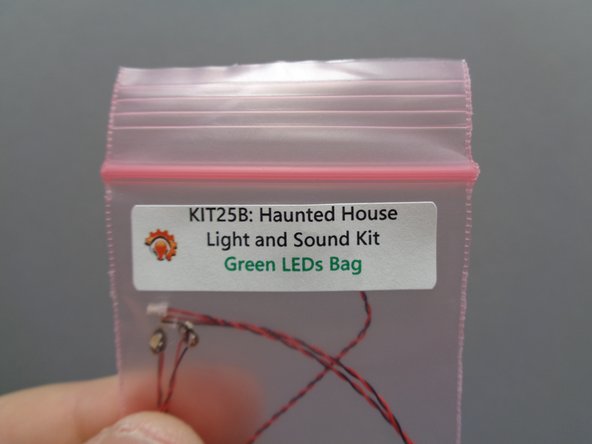 KIT25B: Haunted House
Light and Sound Kit
Green LEDs Bag